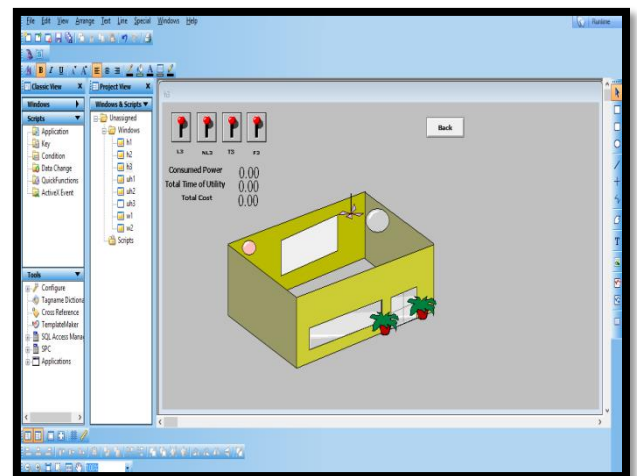 File Edit View Arrange Text Line Special Windows Help
Runtime
Classic View X
Project View X
Windows
Scripts
Application
Key
Condition
Data Change
QuickFunctions
ActiveX Event
Tools
Configure
Tagname Dictiona
Cross Reference
TemplateMaker
SQL Access Mana
SPC
Applications
Windows & Scripts
Unassigned
Windows
h1
h2
h3
uh1
uh2
uh3
w1
w2
Scripts
L3 NL3 T3 F3
Back
Consumed Power 0.00
Total Time of Utility 0.00
Total Cost 0.00